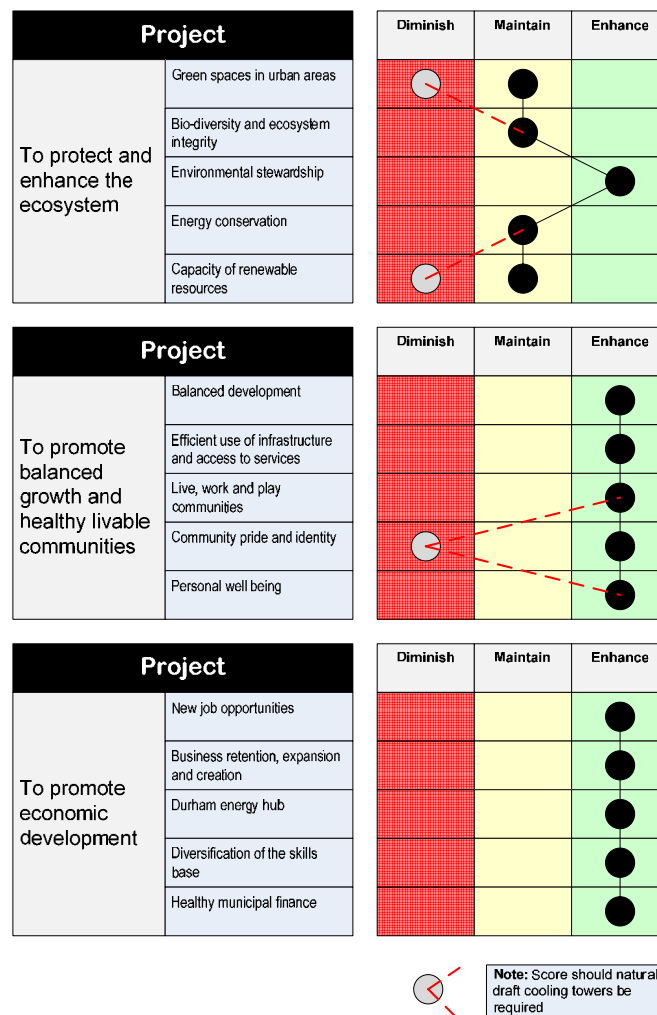 Project
Diminish Maintain Enhance
To protect and
enhance the
ecosystem
Green spaces in urban areas
Bio-diversity and ecosystem
integrity
Environmental stewardship
Energy conservation
Capacity of renewable
resources
Project
Diminish Maintain Enhance
To promote
balanced
growth and
healthy livable
communities
Balanced development
Efficient use of infrastructure
and access to services
Live, work and play
communities
Community pride and identity
Personal well being
Project
Diminish Maintain Enhance
To promote
economic
development
New job opportunities
Business retention, expansion
and creation
Durham energy hub
Diversification of the skills
base
Healthy municipal finance
Note: Score should natural
draft cooling towers be
required